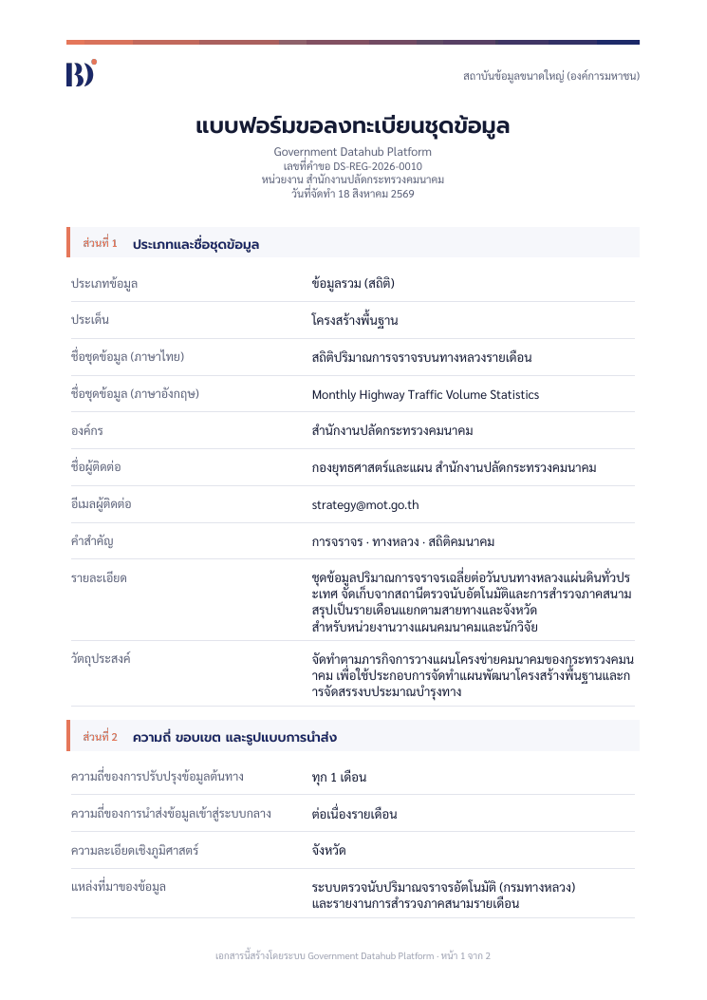 BD
สถาบันข้อมูลขนาดใหญ่ (องค์การมหาชน)
แบบฟอร์มขอลงทะเบียนชุดข้อมูล
Government Datahub Platform
เลขที่คำขอ DS-REG-2026-0010
หน่วยงาน สำนักงานปลัดกระทรวงคมนาคม
วันที่จัดทำ 18 สิงหาคม 2569
ส่วนที่ 1 ประเภทและชื่อชุดข้อมูล
ประเภทข้อมูล ข้อมูลรวม (สถิติ)
ประเด็น โครงสร้างพื้นฐาน
ชื่อชุดข้อมูล (ภาษาไทย) สถิติปริมาณการจราจรบนทางหลวงรายเดือน
ชื่อชุดข้อมูล (ภาษาอังกฤษ) Monthly Highway Traffic Volume Statistics
องค์กร สำนักงานปลัดกระทรวงคมนาคม
ชื่อผู้ติดต่อ กองยุทธศาสตร์และแผน สำนักงานปลัดกระทรวงคมนาคม
อีเมลผู้ติดต่อ strategy@mot.go.th
คำสำคัญ การจราจร · ทางหลวง · สถิติคมนาคม
รายละเอียด ชุดข้อมูลปริมาณการจราจรเฉลี่ยต่อวันบนทางหลวงแผ่นดินทั่วปร
ะเทศ จัดเก็บจากสถานีตรวจนับอัตโนมัติและการสำรวจภาคสนาม
สรุปเป็นรายเดือนแยกตามสายทางและจังหวัด
สำหรับหน่วยงานวางแผนคมนาคมและนักวิจัย
วัตถุประสงค์ จัดทำตามภารกิจการวางแผนโครงข่ายคมนาคมของกระทรวงคมน
าคม เพื่อใช้ประกอบการจัดทำแผนพัฒนาโครงสร้างพื้นฐานและก
ารจัดสรรงบประมาณบำรุงทาง
ส่วนที่ 2 ความถี่ ขอบเขต และรูปแบบการนำส่ง
ความถี่ของการปรับปรุงข้อมูลต้นทาง ทุก 1 เดือน
ความถี่ของการนำส่งข้อมูลเข้าสู่ระบบกลาง ต่อเนื่องรายเดือน
ความละเอียดเชิงภูมิศาสตร์ จังหวัด
แหล่งที่มาของข้อมูล ระบบตรวจนับปริมาณจราจรอัตโนมัติ (กรมทางหลวง)
และรายงานการสำรวจภาคสนามรายเดือน
เอกสารนี้สร้างโดยระบบ Government Datahub Platform · หน้า 1 จาก 2